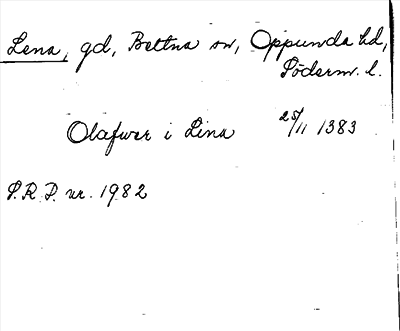 Lena, gd, Bettna sn, Oppunda hd,
Söderm. l.
Olafwer i Lina 25/11 1383
S.R.P. nr. 1982